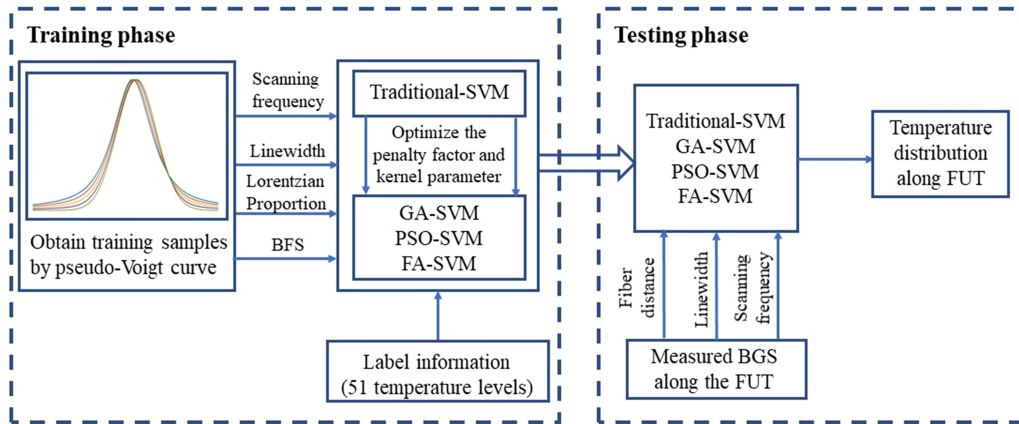 Training phase
Scanning
frequency
Linewidth
Lorentzian
Proportion
BFS
Obtain training samples
by pseudo-Voigt curve
Traditional-SVM
Optimize the
penalty factor and
kernel parameter
GA-SVM
PSO-SVM
FA-SVM
Label information
(51 temperature levels)
Testing phase
Traditional-SVM
GA-SVM
PSO-SVM
FA-SVM
Temperature
distribution
along FUT
Fiber
distance
Linewidth
Scanning
frequency
Measured BGS
along the FUT